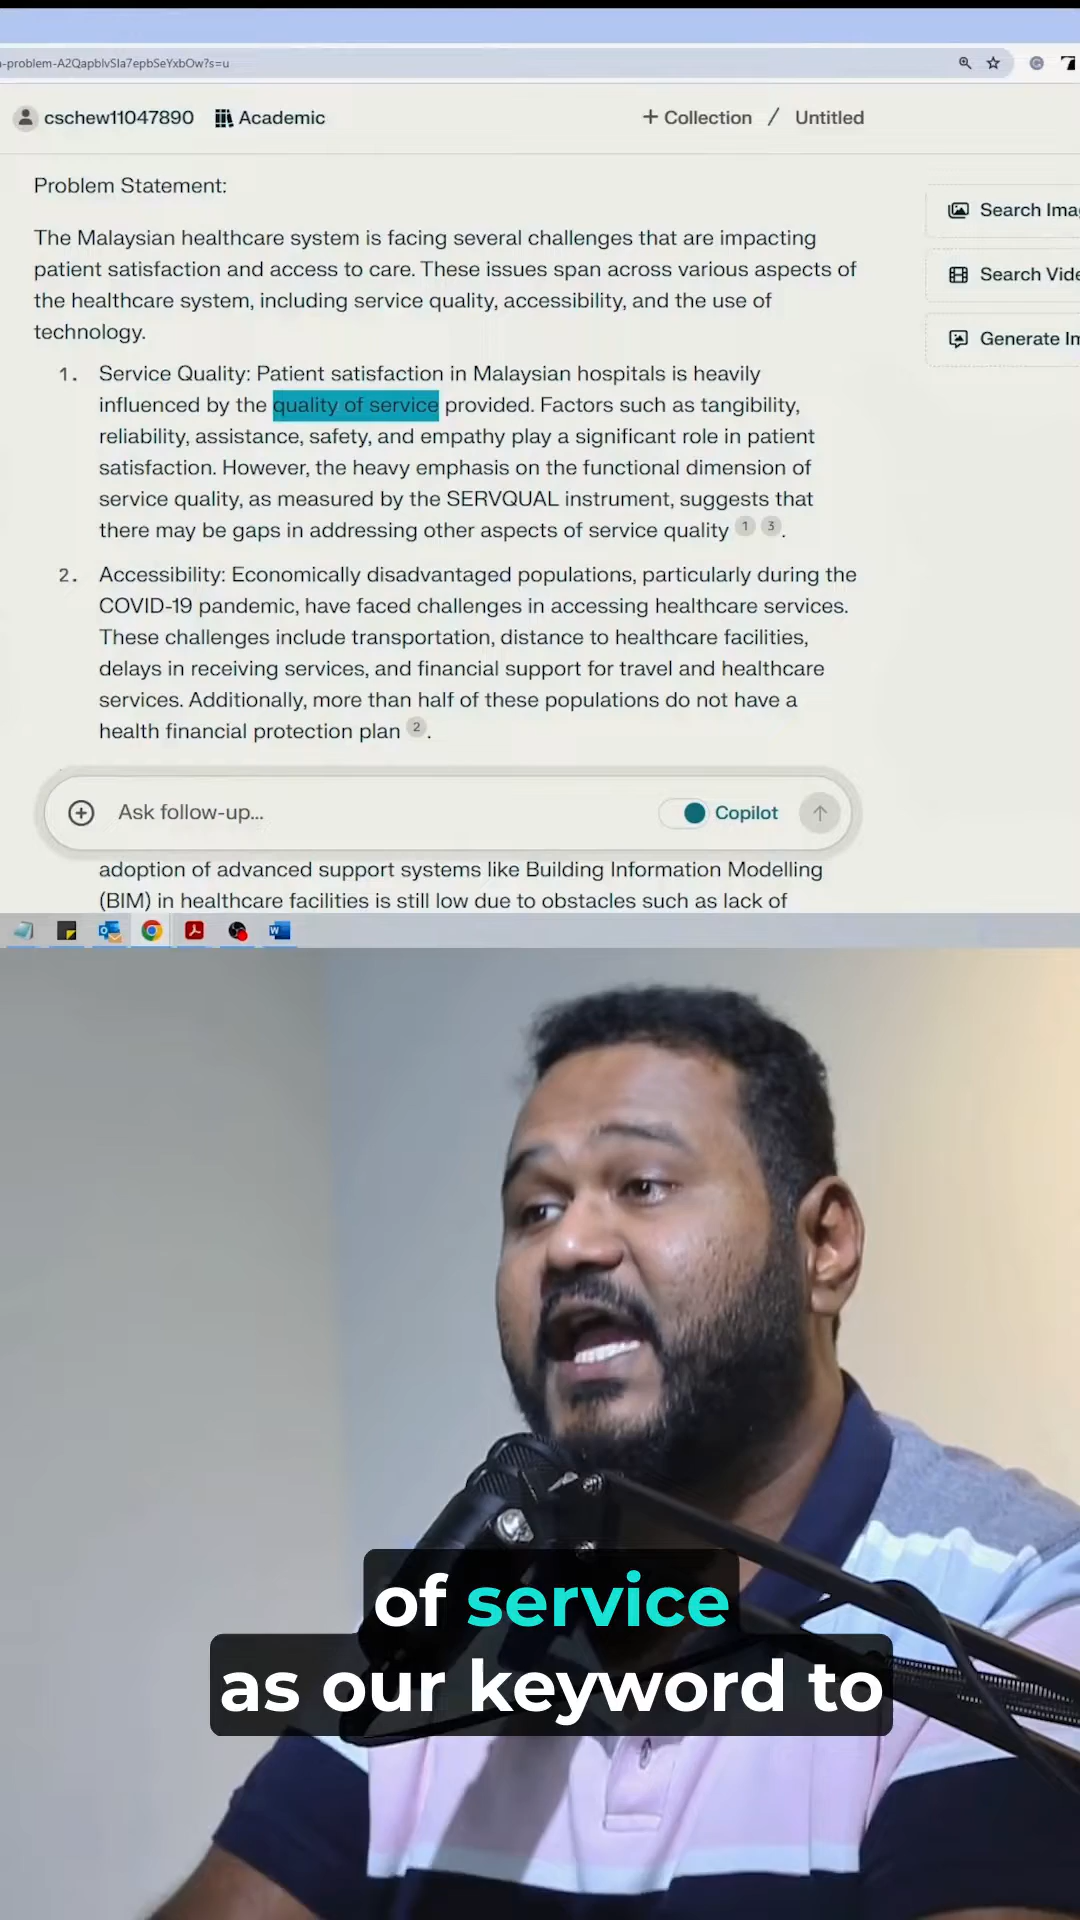 -problem-A2QapblvSla7epbSeYxbOw?s=u
cschew11047890 Academic + Collection / Untitled
Problem Statement:
The Malaysian healthcare system is facing several challenges that are impacting
patient satisfaction and access to care. These issues span across various aspects of
the healthcare system, including service quality, accessibility, and the use of
technology.
1. Service Quality: Patient satisfaction in Malaysian hospitals is heavily
influenced by the quality of service provided. Factors such as tangibility,
reliability, assistance, safety, and empathy play a significant role in patient
satisfaction. However, the heavy emphasis on the functional dimension of
service quality, as measured by the SERVQUAL instrument, suggests that
there may be gaps in addressing other aspects of service quality 1 3.
2. Accessibility: Economically disadvantaged populations, particularly during the
COVID-19 pandemic, have faced challenges in accessing healthcare services.
These challenges include transportation, distance to healthcare facilities,
delays in receiving services, and financial support for travel and healthcare
services. Additionally, more than half of these populations do not have a
health financial protection plan 2.
Search Ima
Search Vide
Generate Im
Ask follow-up... Copilot
adoption of advanced support systems like Building Information Modelling
(BIM) in healthcare facilities is still low due to obstacles such as lack of
of service
as our keyword to